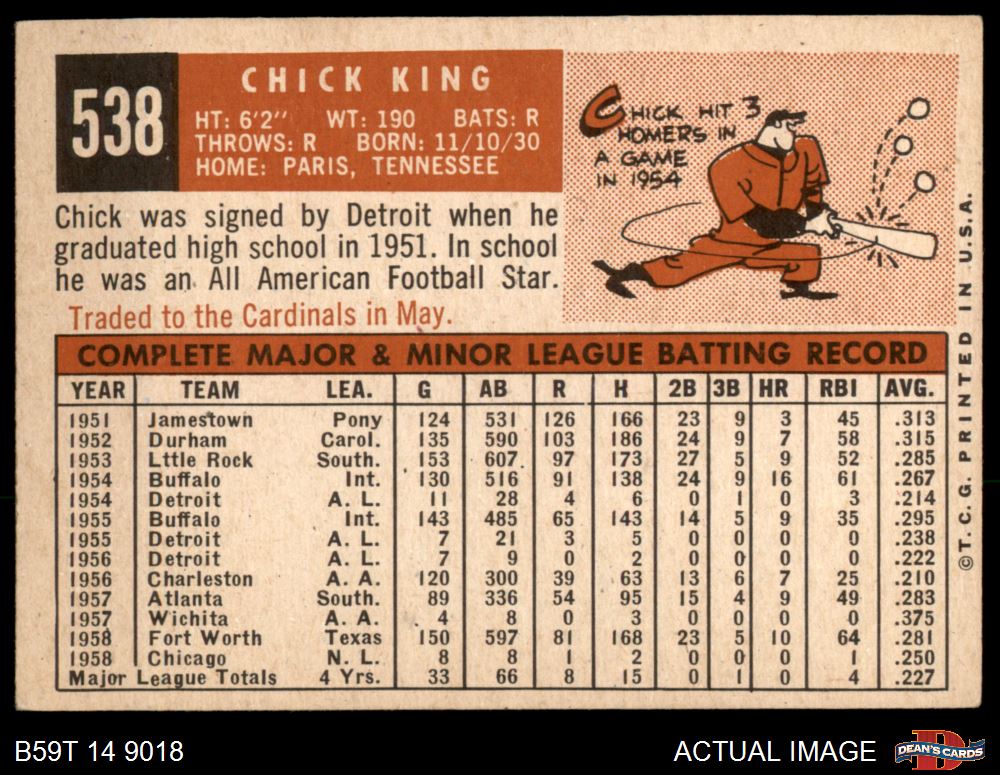 538
CHICK KING
HT: 6'2" WT: 190 BATS: R
THROWS: R BORN: 11/10/30
HOME: PARIS, TENNESSEE
CHICK HIT 3
HOMERS IN
A GAME
IN 1954
Chick was signed by Detroit when he
graduated high school in 1951. In school
he was an All American Football Star.
Traded to the Cardinals in May.
COMPLETE MAJOR & MINOR LEAGUE BATTING RECORD
YEAR TEAM LEA. G AB R H 2B 3B HR RBI AVG.
1951 Jamestown Pony 124 531 126 166 23 9 3 45 .313
1952 Durham Carol. 135 590 103 186 24 9 7 58 .315
1953 Lttle Rock South. 153 607 97 173 27 5 9 52 .285
1954 Buffalo Int. 130 516 91 138 24 9 16 61 .267
1954 Detroit A. L. 11 28 4 6 0 1 0 3 .214
1955 Buffalo Int. 143 485 65 143 14 5 9 35 .295
1955 Detroit A. L. 7 21 3 5 0 0 0 0 .238
1956 Detroit A. L. 7 9 0 2 0 0 0 0 .222
1956 Charleston A. A. 120 300 39 63 13 6 7 25 .210
1957 Atlanta South. 89 336 54 95 15 4 9 49 .283
1957 Wichita A. A. 4 8 0 3 0 0 0 0 .375
1958 Fort Worth Texas 150 597 81 168 23 5 10 64 .281
1958 Chicago N. L. 8 8 1 2 0 0 0 1 .250
Major League Totals 4 Yrs. 33 66 8 15 0 1 0 4 .227
© T. C. G. PRINTED IN U.S.A.
B59T 14 9018
ACTUAL IMAGE
DEAN'S CARDS